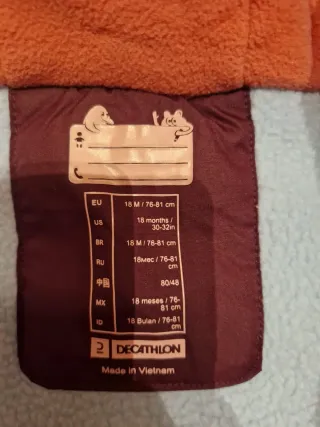 EU 18 M / 76-81 cm
US 18 months / 30-32in
BR 18 M / 76-81 cm
RU 18мес / 76-81 cm
中国 80/48
MX 18 meses / 76-81 cm
ID 18 Bulan / 76-81 cm
DECATHLON
Made in Vietnam